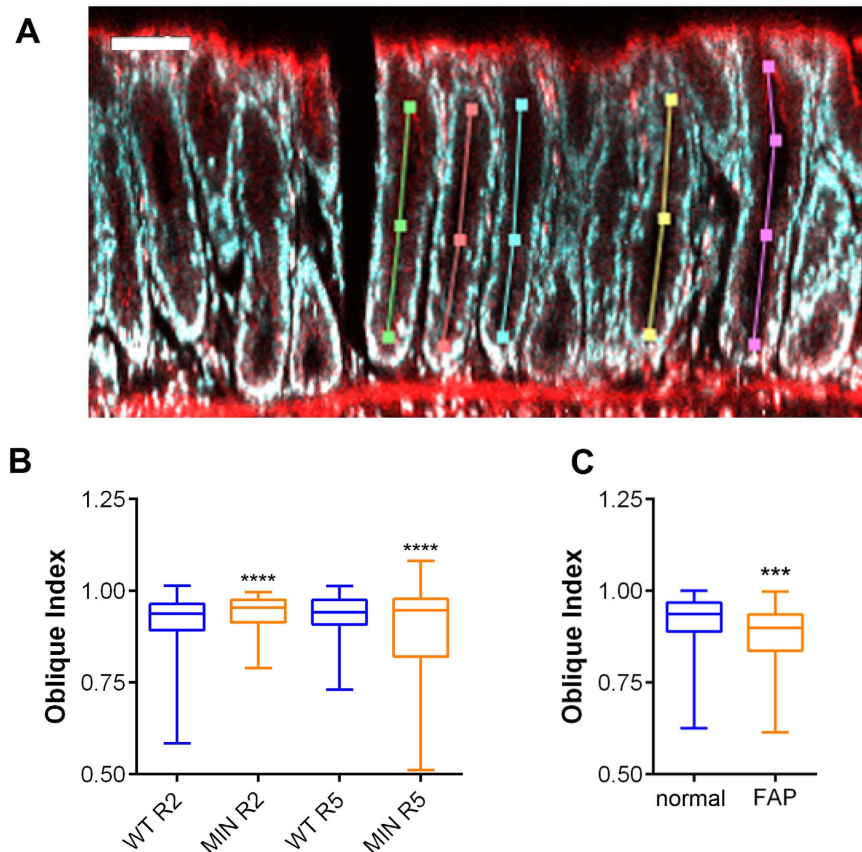 A
B
C
Oblique Index
1.25
1.00
0.75
0.50
****
****
WT R2
MIN R2
WT R5
MIN R5
Oblique Index
1.25
1.00
0.75
0.50
***
normal
FAP